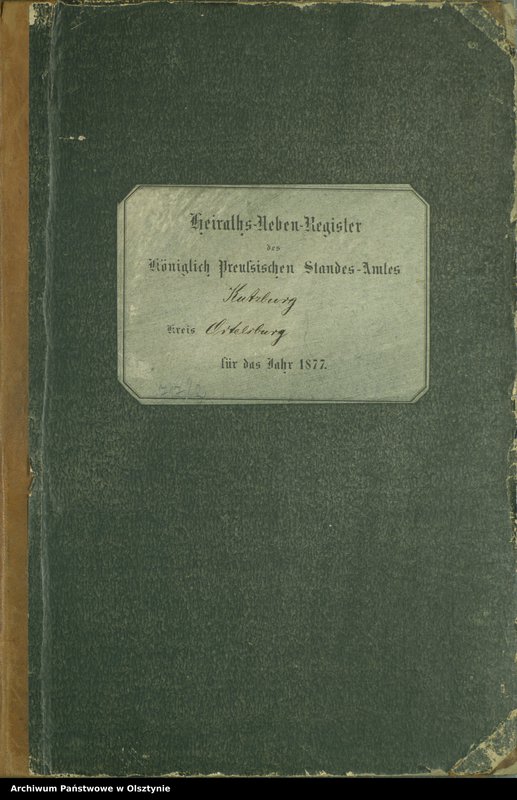 Heiraths-Neben-Register
des
Königlich Preußischen Standes-Amtes
Kutzburg
Kreis Ortelsburg
für das Jahr 1877.
Archiwum Państwowe w Olsztynie